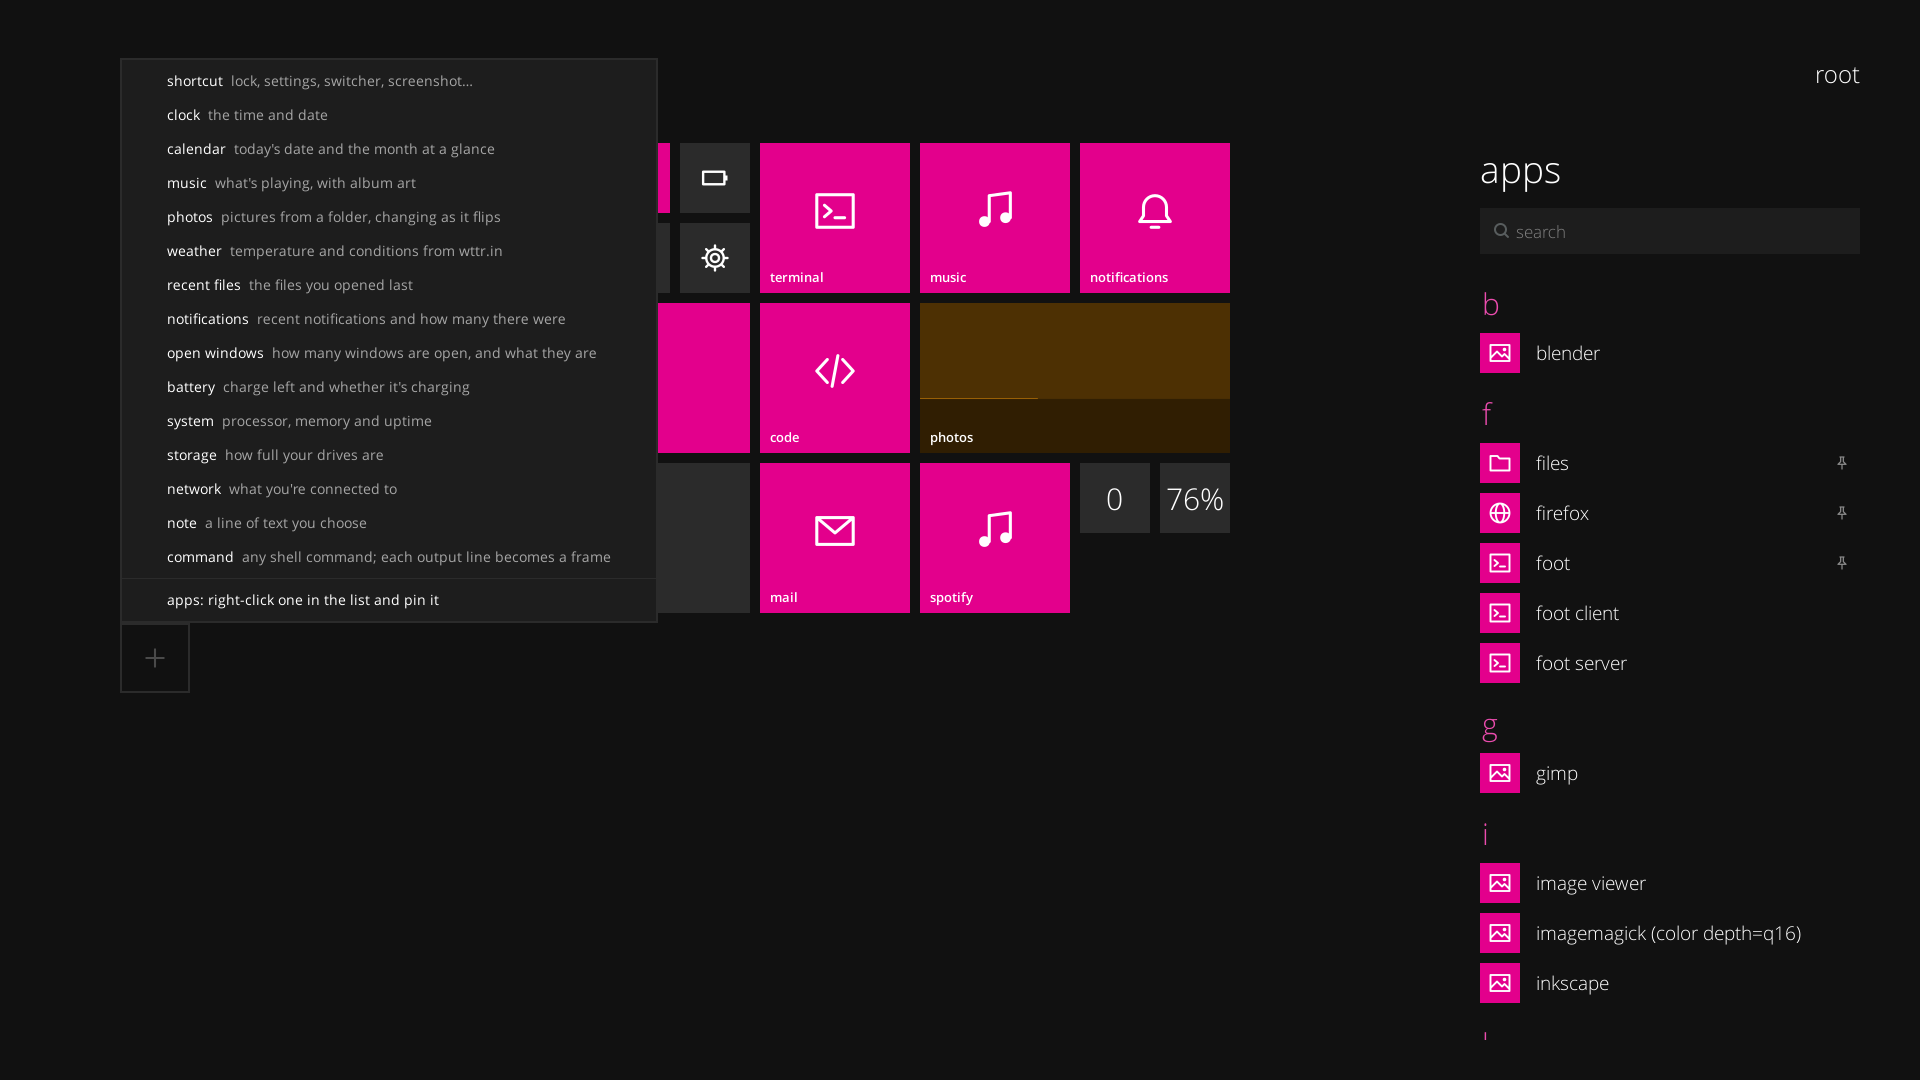 shortcut lock, settings, switcher, screenshot...
clock the time and date
calendar today's date and the month at a glance
music what's playing, with album art
photos pictures from a folder, changing as it flips
weather temperature and conditions from wttr.in
recent files the files you opened last
notifications recent notifications and how many there were
open windows how many windows are open, and what they are
battery charge left and whether it's charging
system processor, memory and uptime
storage how full your drives are
network what you're connected to
note a line of text you choose
command any shell command; each output line becomes a frame
apps: right-click one in the list and pin it
terminal
music
notifications
code
photos
mail
spotify
0
76%
root
apps
search
b
blender
f
files
firefox
foot
foot client
foot server
g
gimp
i
image viewer
imagemagick (color depth=q16)
inkscape